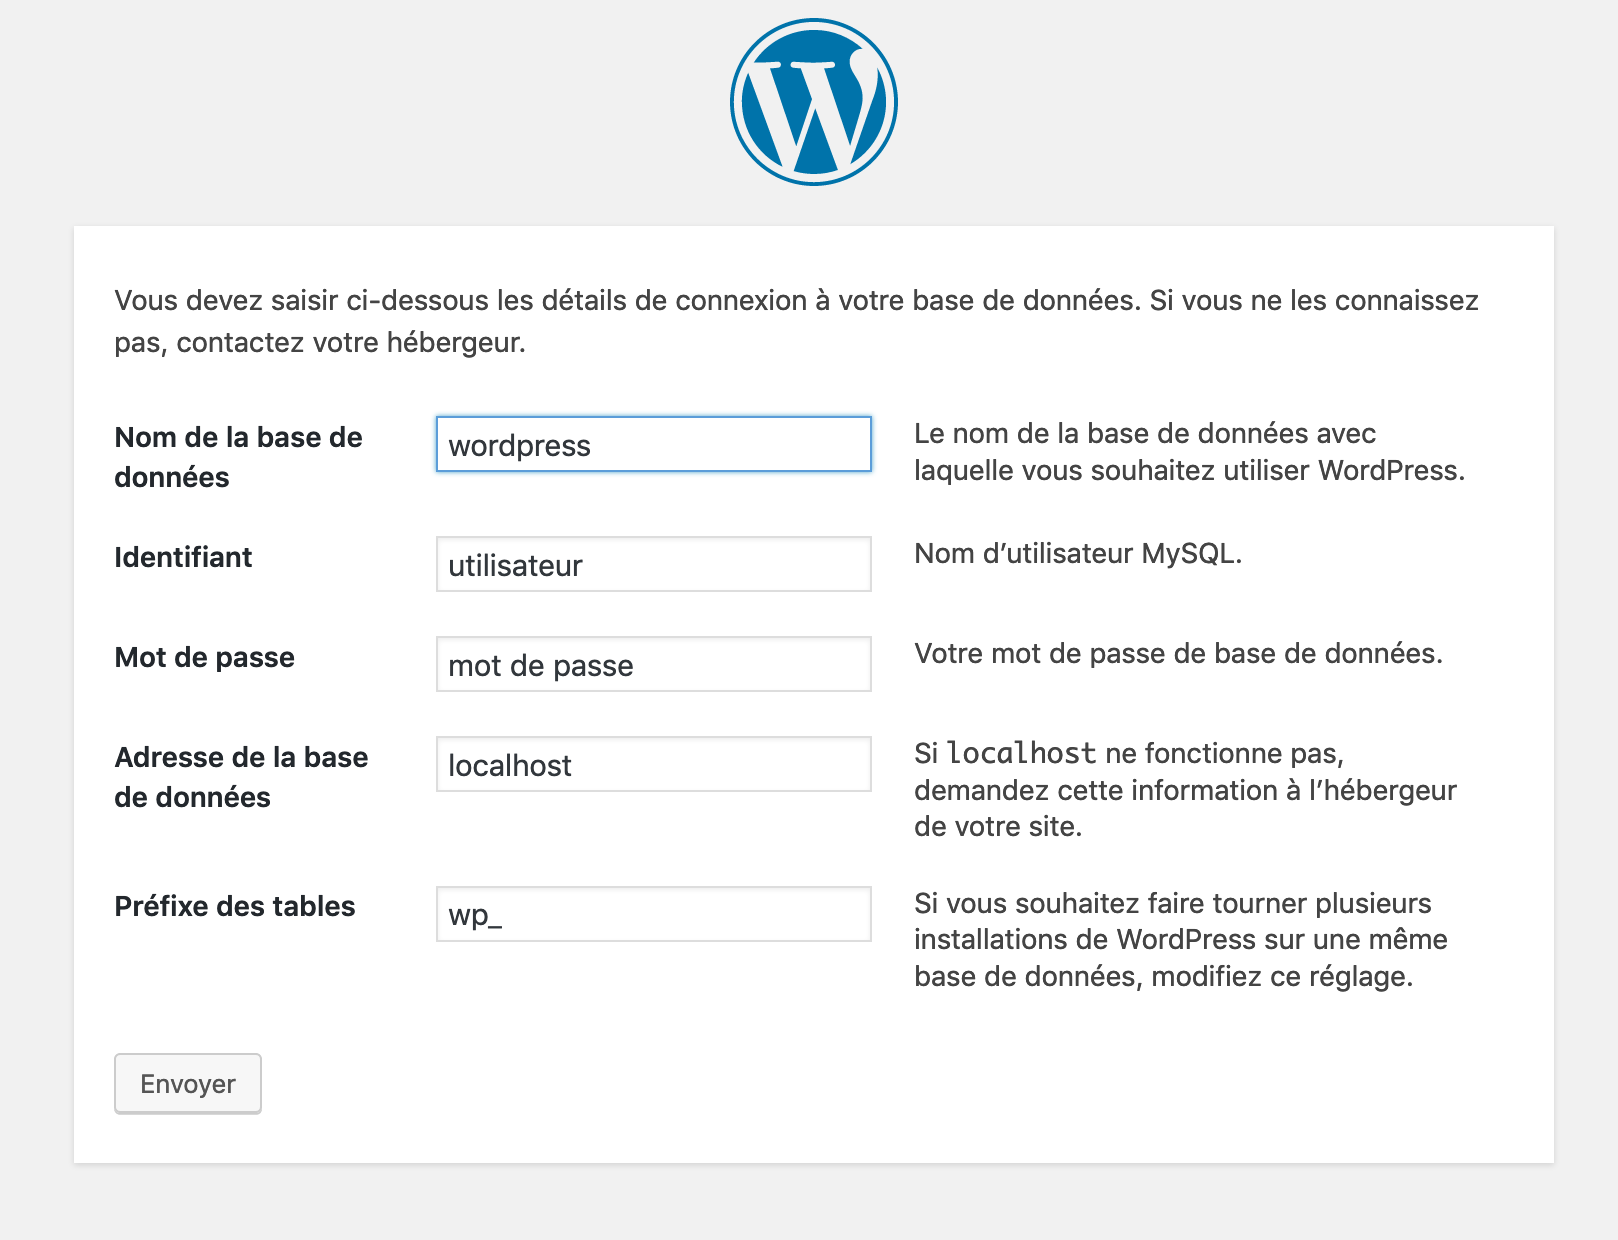 Vous devez saisir ci-dessous les détails de connexion à votre base de données. Si vous ne les connaissez
pas, contactez votre hébergeur.
Nom de la base de
données
wordpress
Le nom de la base de données avec
laquelle vous souhaitez utiliser WordPress.
Identifiant
utilisateur
Nom d’utilisateur MySQL.
Mot de passe
mot de passe
Votre mot de passe de base de données.
Adresse de la base
de données
localhost
Si localhost ne fonctionne pas,
demandez cette information à l’hébergeur
de votre site.
Préfixe des tables
wp_
Si vous souhaitez faire tourner plusieurs
installations de WordPress sur une même
base de données, modifiez ce réglage.
Envoyer